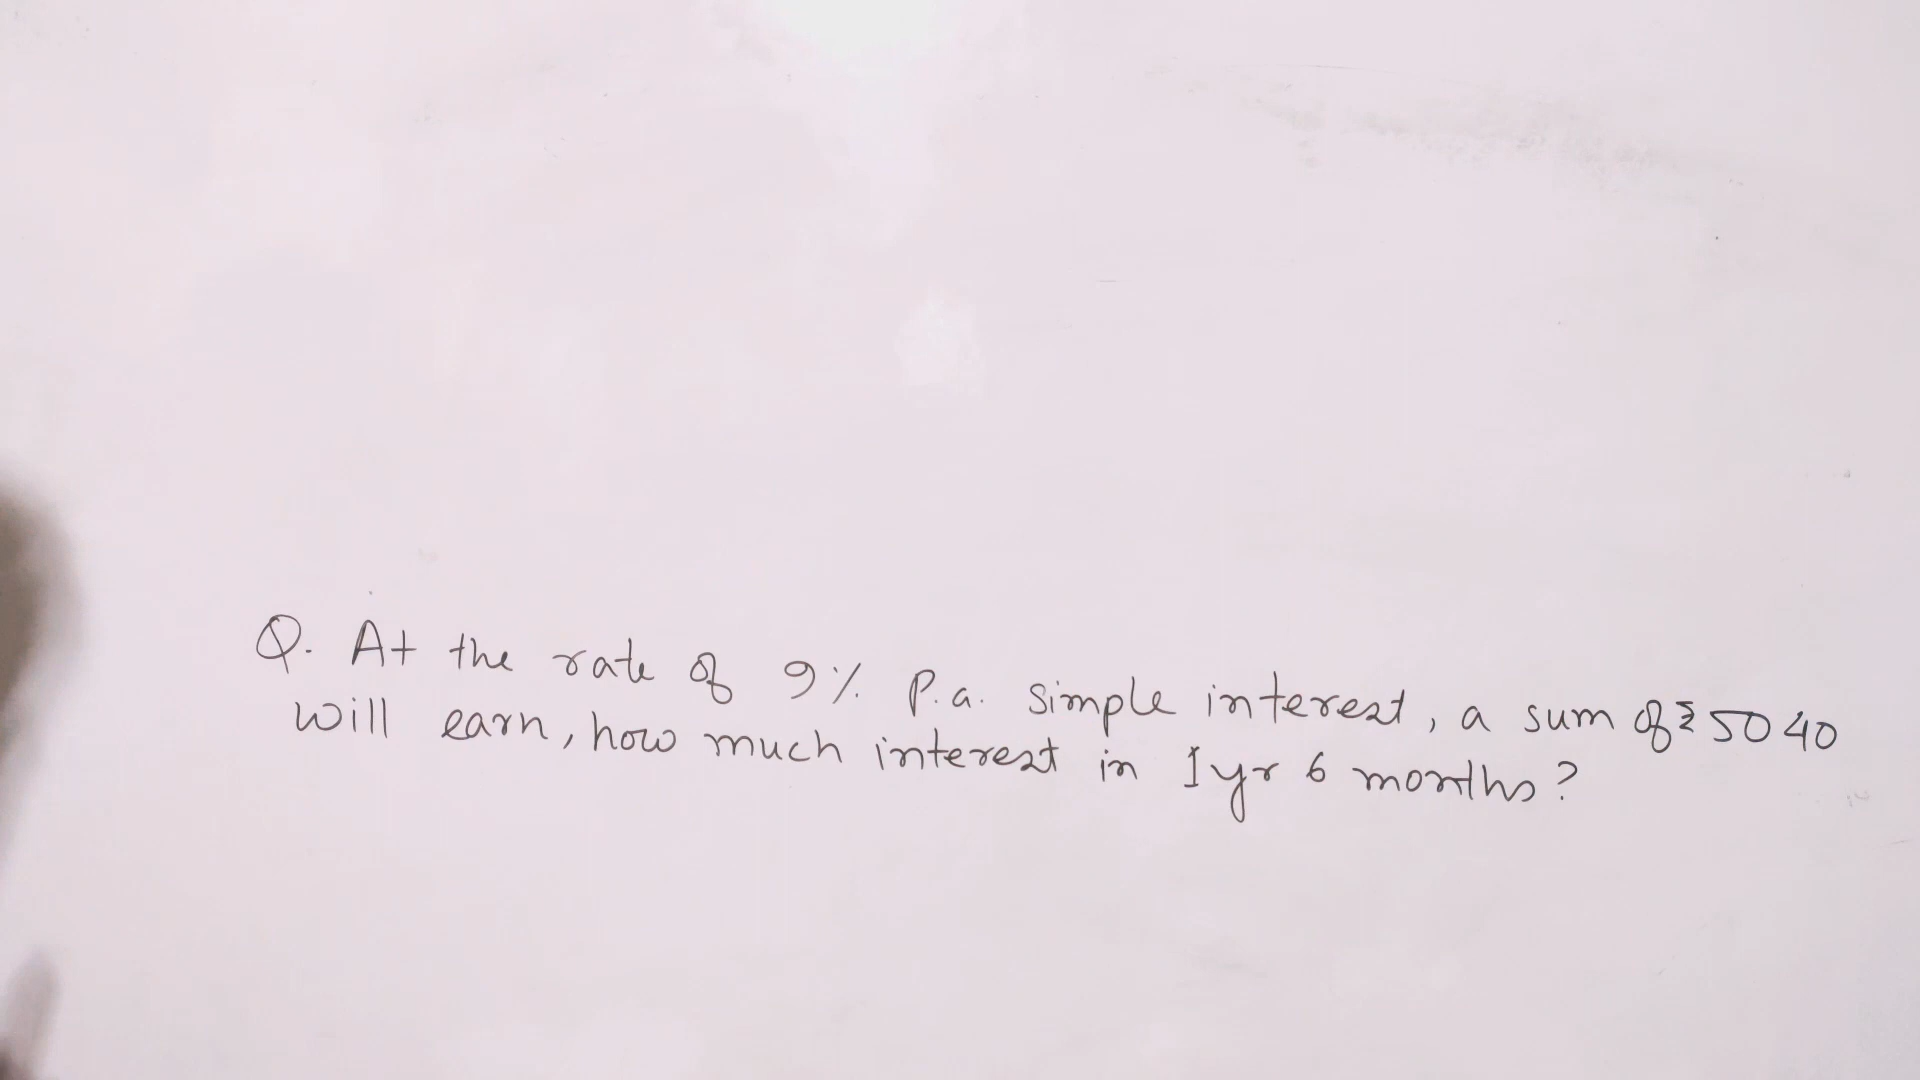 Q. At the rate of 9% P.a. simple interest, a sum of ₹ 5040
will earn, how much interest in 1yr 6 months?